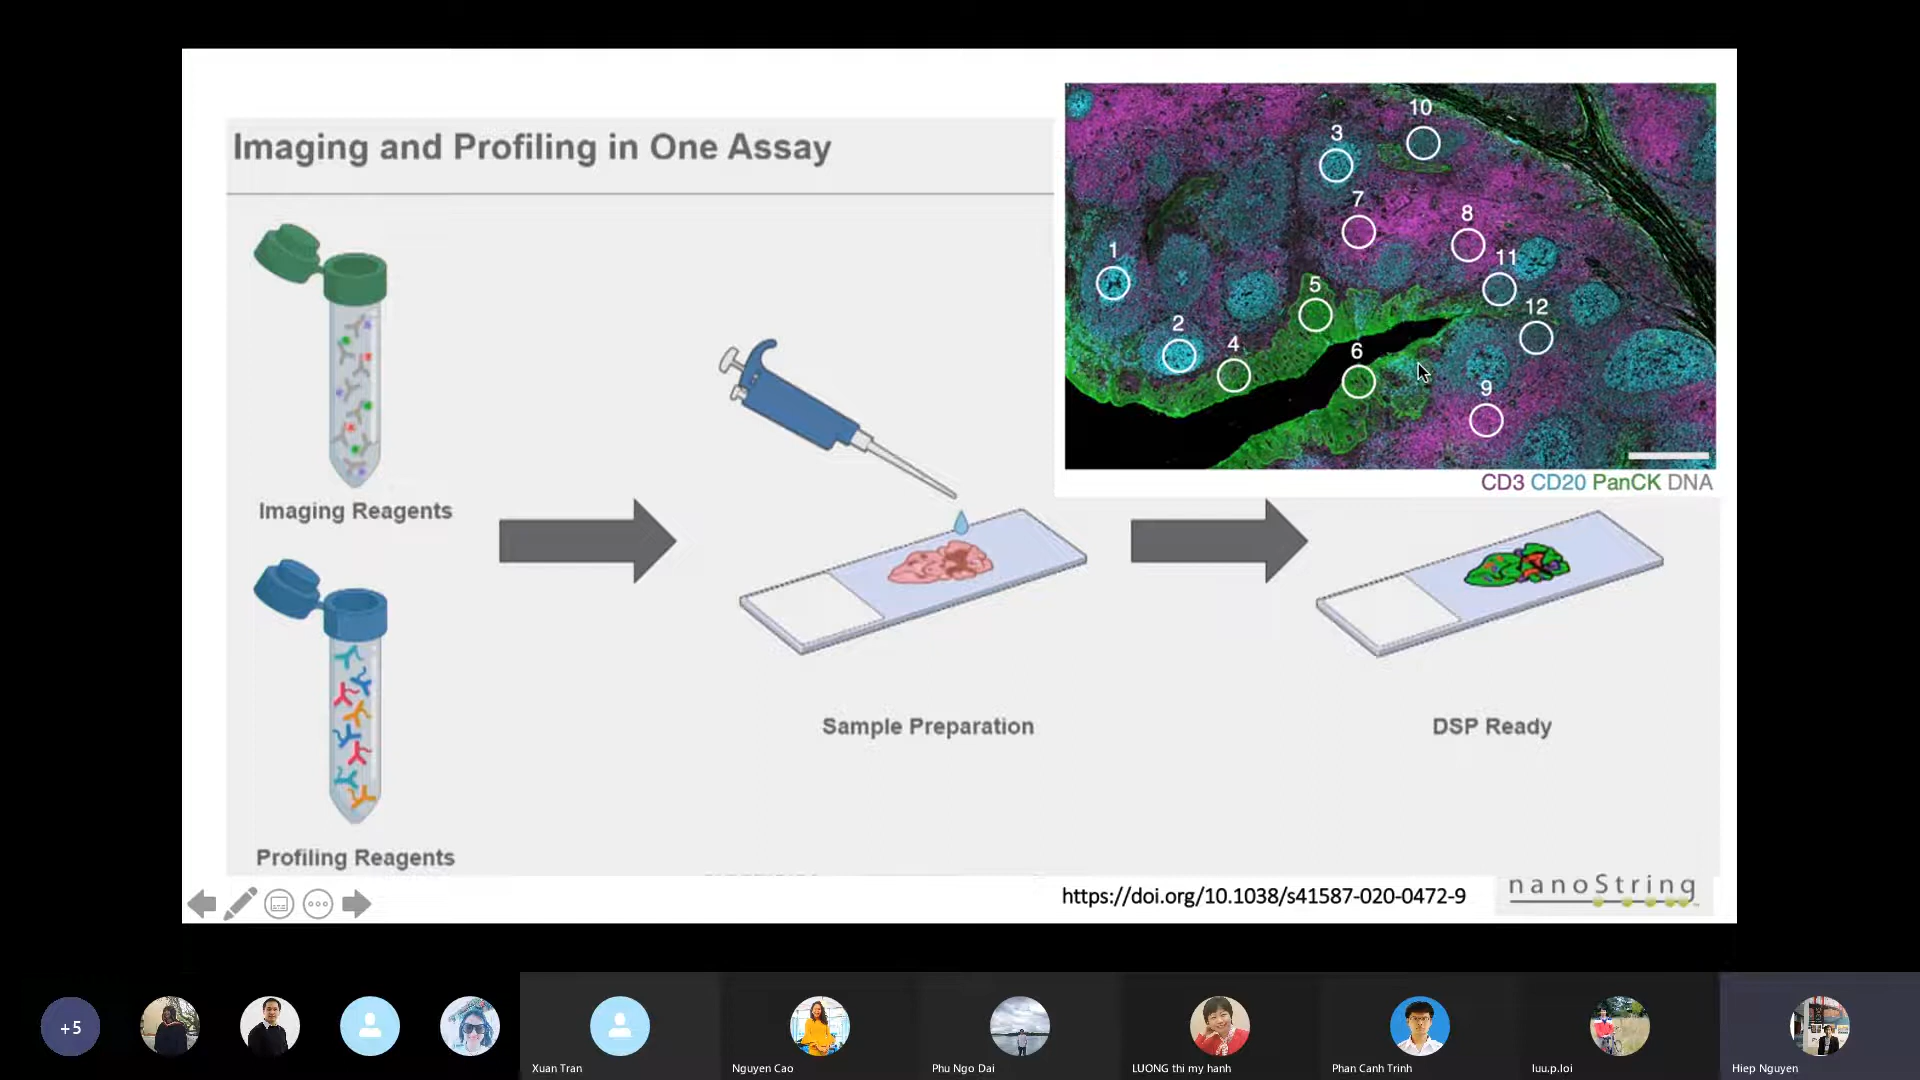 Imaging and Profiling in One Assay
10
3
7
8
1
11
5
12
2
4
6
9
CD3 CD20 PanCK DNA
Imaging Reagents
Sample Preparation
DSP Ready
Profiling Reagents
https://doi.org/10.1038/s41587-020-0472-9
nanoString
+5
Xuan Tran
Nguyen Cao
Phu Ngo Dai
LUONG thi my hanh
Phan Canh Trinh
luu.p.loi
Hiep Nguyen